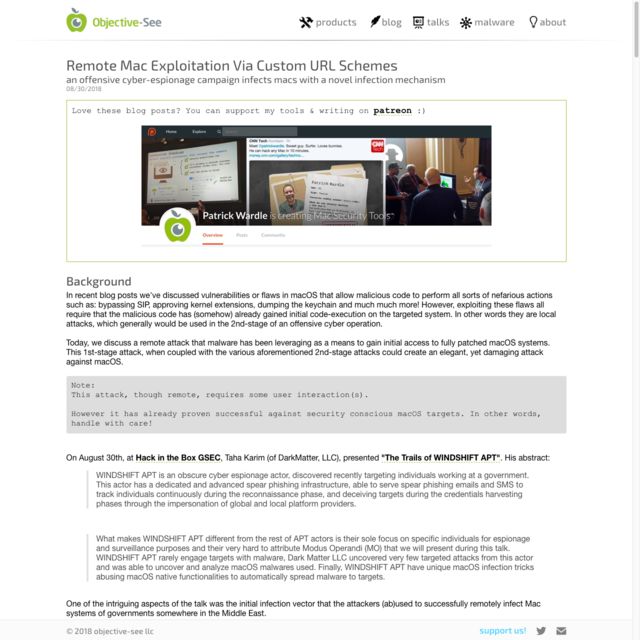 Objective-See
products
blog
talks
malware
about
Remote Mac Exploitation Via Custom URL Schemes
an offensive cyber-espionage campaign infects macs with a novel infection mechanism
08/30/2018
Love these blog posts? You can support my tools & writing on patreon :)
Home
Explore
CNN Tech
CNN
PATRICK WARDLE
Patrick Wardle is creating Mac Security Tools
Overview
Posts
Community
Background
In recent blog posts we've discussed vulnerabilities or flaws in macOS that allow malicious code to perform all sorts of nefarious actions
such as: bypassing SIP, approving kernel extensions, dumping the keychain and much much more! However, exploiting these flaws all
require that the malicious code has (somehow) already gained initial code-execution on the targeted system. In other words they are local
attacks, which generally would be used in the 2nd-stage of an offensive cyber operation.
Today, we discuss a remote attack that malware has been leveraging as a means to gain initial access to fully patched macOS systems.
This 1st-stage attack, when coupled with the various aforementioned 2nd-stage attacks could create an elegant, yet damaging attack
against macOS.
Note:
This attack, though remote, requires some user interaction(s).
However it has already proven successful against security conscious macOS targets. In other words,
handle with care!
On August 30th, at Hack in the Box GSEC, Taha Karim (of DarkMatter, LLC), presented "The Trails of WINDSHIFT APT". His abstract:
WINDSHIFT APT is an obscure cyber espionage actor, discovered recently targeting individuals working at a government.
This actor has a dedicated and advanced spear phishing infrastructure, able to serve spear phishing emails and SMS to
track individuals continuously during the reconnaissance phase, and deceiving targets during the credentials harvesting
phases through the impersonation of global and local platform providers.
What makes WINDSHIFT APT different from the rest of APT actors is their sole focus on specific individuals for espionage
and surveillance purposes and their very hard to attribute Modus Operandi (MO) that we will present during this talk.
WINDSHIFT APT rarely engage targets with malware, Dark Matter LLC uncovered very few targeted attacks from this actor
and was able to uncover and analyze macOS malwares used. Finally, WINDSHIFT APT have unique macOS infection tricks
abusing macOS native functionalities to automatically spread malware to targets.
One of the intriguing aspects of the talk was the initial infection vector that the attackers (ab)used to successfully remotely infect Mac
systems of governments somewhere in the Middle East.
© 2018 objective-see llc
support us!